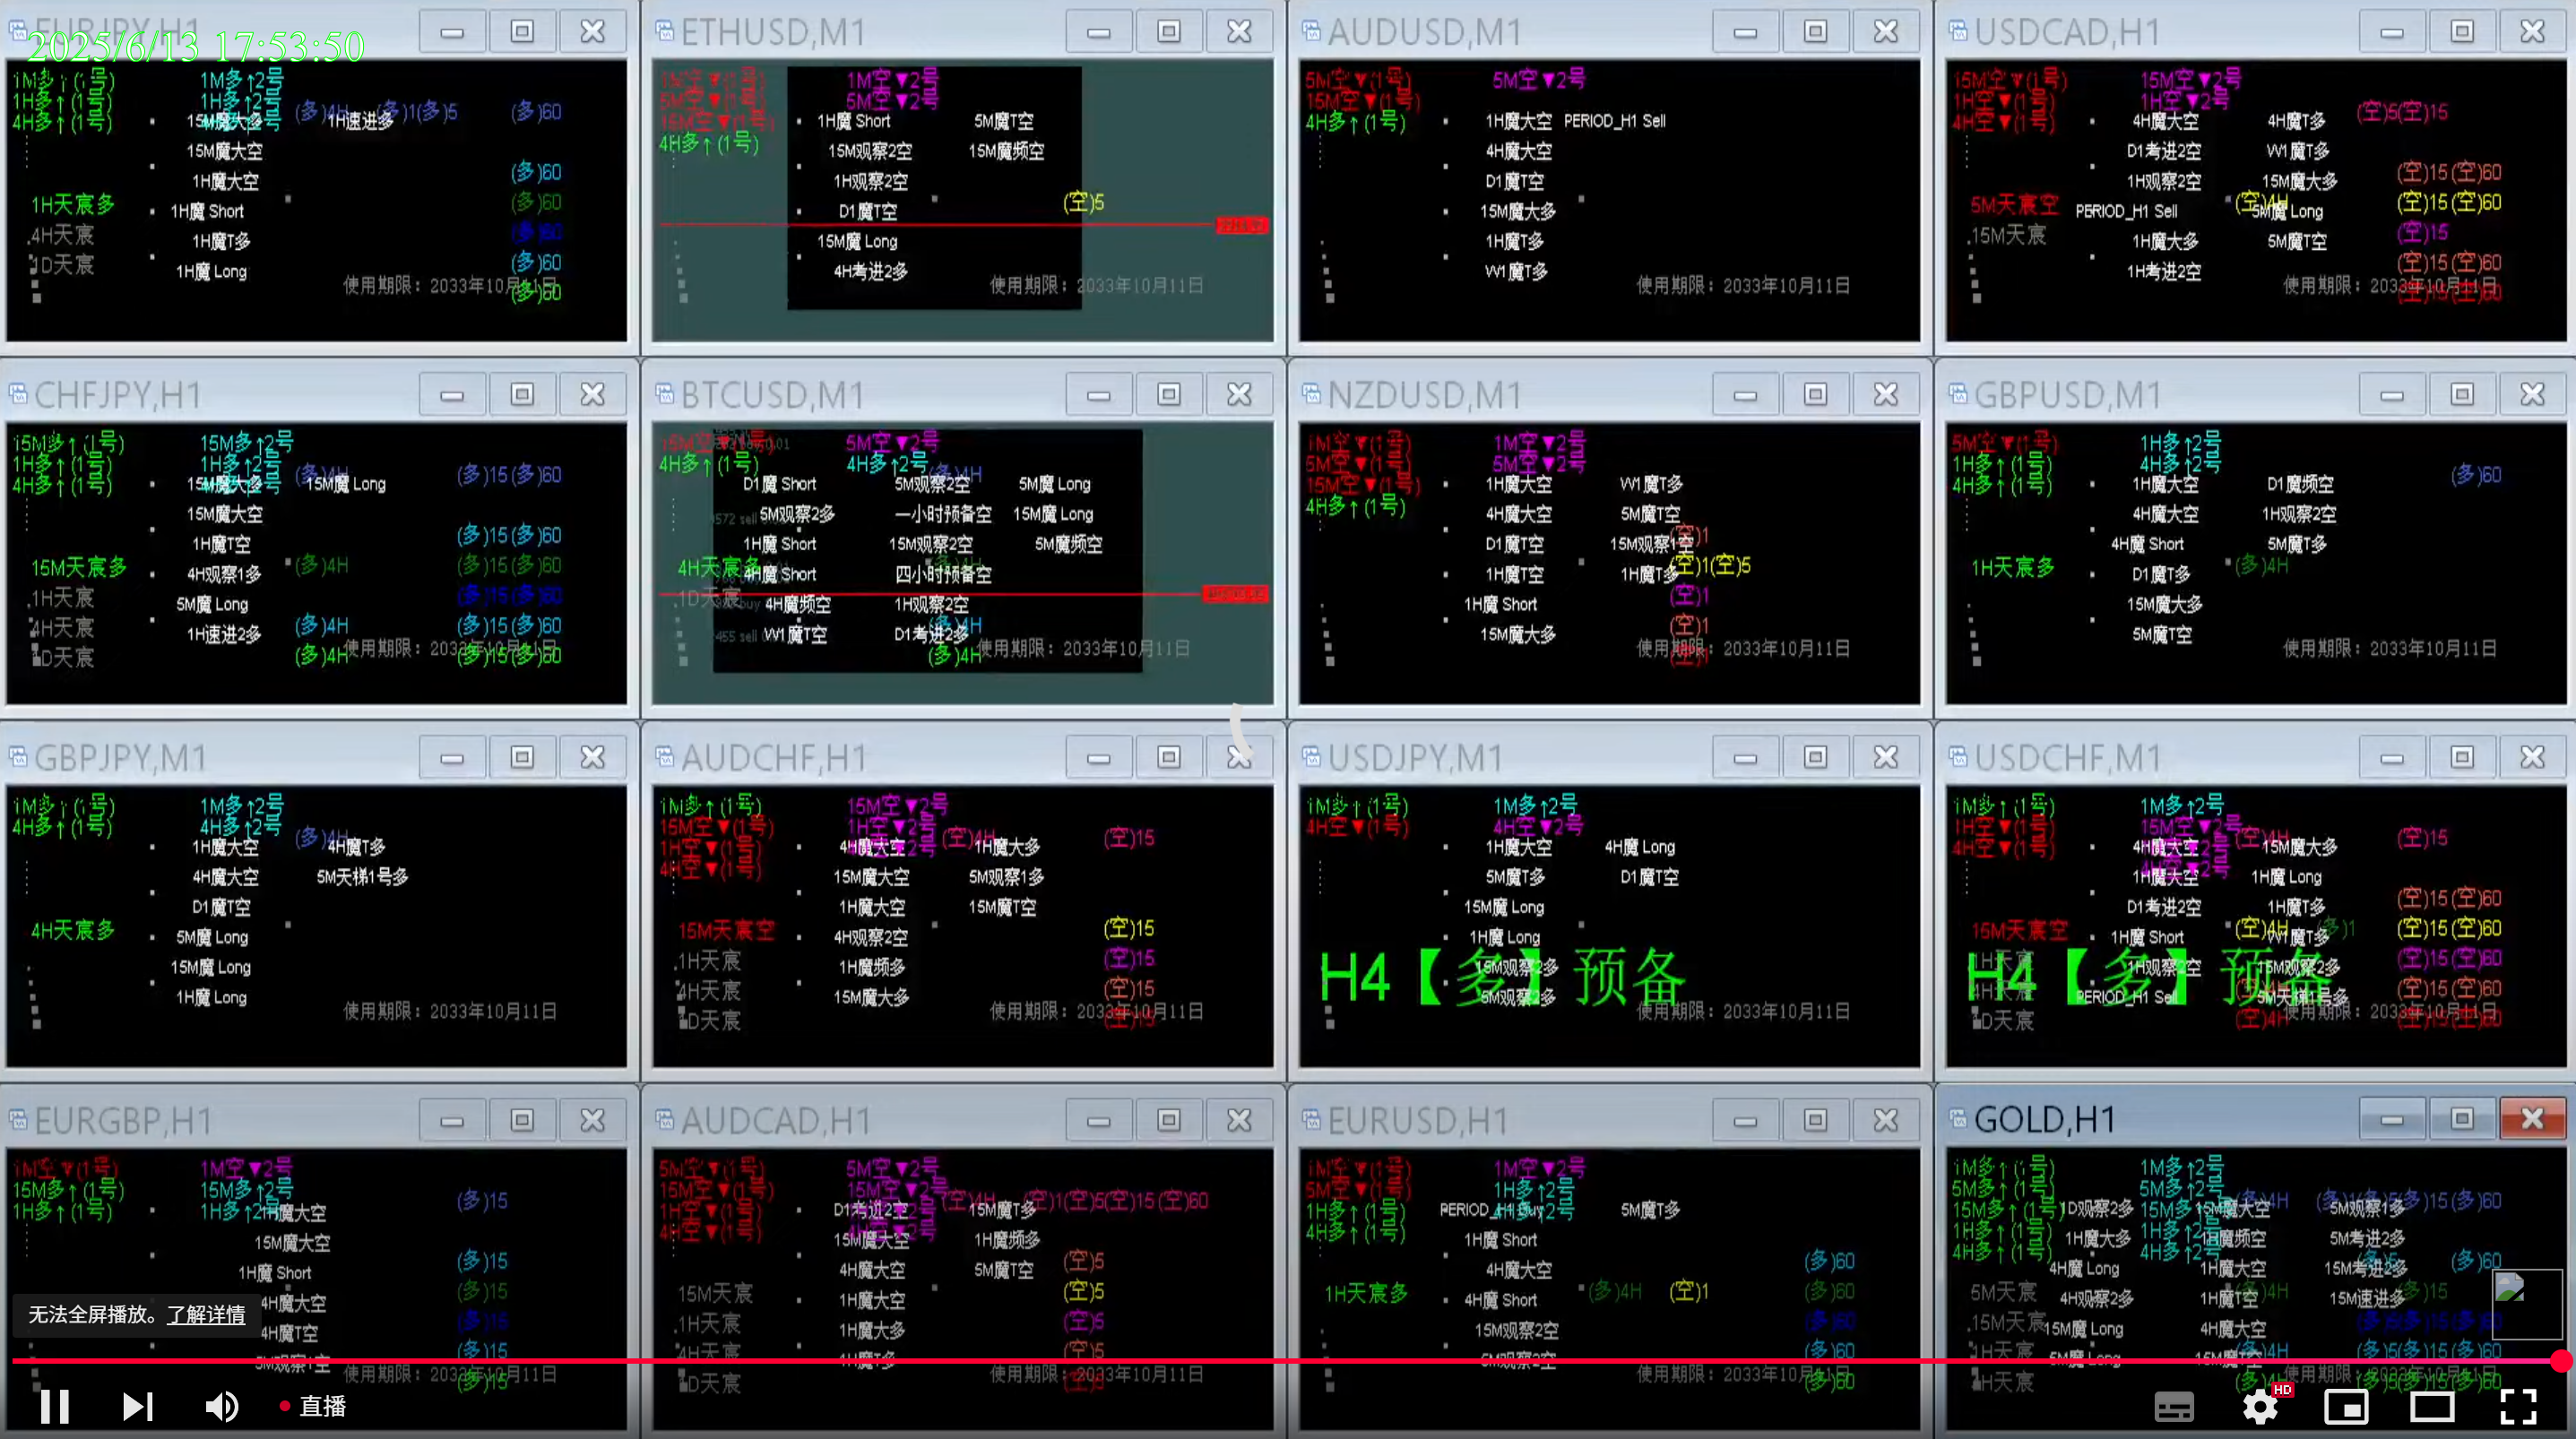 EURJPY,H1
2025/6/13 17:53:50
1M多↑(1号) 1M多↑2号
1H多↑(1号) 1H多↑2号
4H多↑(1号) (多)4H (多)1(多)5 (多)60
15M魔大多 1H速进多
15M魔大空
1H魔大空 (多)60
1H天宸多 1H魔 Short (多)60
4H天宸 1H魔T多 (多)60
1D天宸 1H魔 Long (多)60
使用期限：2033年10月11日 (多)60
ETHUSD,M1
1M空▼(1号) 1M空▼2号
5M空▼(1号) 5M空▼2号
15M空▼(1号) 1H魔 Short 5M魔T空
4H多↑(1号) 15M观察2空 15M魔频空
1H观察2空
D1魔T空 (空)5
15M魔 Long
4H考进2多
使用期限：2033年10月11日
AUDUSD,M1
5M空▼(1号) 5M空▼2号
15M空▼(1号)
4H多↑(1号) 1H魔大空 PERIOD_H1 Sell
4H魔大空
D1魔T空
15M魔大多
1H魔T多
W1魔T多
使用期限：2033年10月11日
USDCAD,H1
15M空▼(1号) 15M空▼2号
1H空▼(1号) 1H空▼2号
4H空▼(1号) 4H魔大空 4H魔T多 (空)5(空)15
D1考进2空 W1魔T多
1H观察2空 15M魔大多 (空)15(空)60
5M天宸空 PERIOD_H1 Sell (空)4H 5M魔 Long (空)15(空)60
15M天宸 1H魔大多 5M魔T空 (空)15
1H考进2空 (空)15(空)60
使用期限：2033年10月11日 (空)15(空)60
CHFJPY,H1
15M多↑(1号) 15M多↑2号
1H多↑(1号) 1H多↑2号
4H多↑(1号) (多)4H (多)15(多)60
15M魔大多 15M魔 Long
15M魔大空
1H魔T空 (多)15(多)60
15M天宸多 4H观察1多 (多)4H (多)15(多)60
1H天宸 5M魔 Long (多)15(多)60
4H天宸 1H速进2多 (多)4H (多)15(多)60
1D天宸 (多)4H 使用期限：2033年10月11日 (多)15(多)60
BTCUSD,M1
15M空▼(1号) 5M空▼2号
4H多↑(1号) 4H多↑2号 (多)4H
D1魔 Short 5M观察2空 5M魔 Long
5M观察2多 一小时预备空 15M魔 Long
1H魔 Short 15M观察2空 5M魔频空
4H天宸多 4H魔 Short 四小时预备空
1D天宸 4H魔频空 1H观察2空
W1魔T空 D1考进2多 (多)4H
(多)4H 使用期限：2033年10月11日
NZDUSD,M1
1M空▼(1号) 1M空▼2号
5M空▼(1号) 5M空▼2号
15M空▼(1号) 1H魔大空 W1魔T多
4H多↑(1号) 4H魔大空 5M魔T空
D1魔T空 15M观察1空 (空)1
1H魔T空 1H魔T多 (空)1(空)5
1H魔 Short (空)1
15M魔大多 (空)1
使用期限：2033年10月11日 (空)1
GBPUSD,M1
5M空▼(1号) 1H多↑2号
1H多↑(1号) 4H多↑2号
4H多↑(1号) 1H魔大空 D1魔频空 (多)60
4H魔大空 1H观察2空
4H魔 Short 5M魔T多
1H天宸多 D1魔T多 (多)4H
15M魔大多
5M魔T空
使用期限：2033年10月11日
GBPJPY,M1
1M多↑(1号) 1M多↑2号
4H多↑(1号) 4H多↑2号 (多)4H
1H魔大空 4H魔T多
4H魔大空 5M天梯1号多
D1魔T空
4H天宸多 5M魔 Long
15M魔 Long
1H魔 Long
使用期限：2033年10月11日
AUDCHF,H1
1M多↑(1号) 15M空▼2号
15M空▼(1号) 1H空▼2号 (空)4H (空)15
1H空▼(1号) 4H魔大空 1H魔大多
4H空▼(1号) 15M魔大空 5M观察1多
1H魔大空 15M魔T空
15M天宸空 4H观察2空 (空)15
1H天宸 1H魔频多 (空)15
4H天宸 15M魔大多 (空)15
1D天宸 使用期限：2033年10月11日 (空)15
USDJPY,M1
1M多↑(1号) 1M多↑2号
4H空▼(1号) 4H空▼2号
1H魔大空 4H魔 Long
5M魔T多 D1魔T空
15M魔 Long
1H魔 Long
15M观察2多
H4【多】预备
5M观察2多
使用期限：2033年10月11日
USDCHF,M1
1M多↑(1号) 1M多↑2号
1H空▼(1号) 15M空▼2号 (空)4H (空)15
4H空▼(1号) 4H魔大空 15M魔大多
4H空▼2号
1H魔大空 1H魔 Long
D1考进2空 1H魔T多 (空)15(空)60
15M天宸空 1H魔 Short (空)4H W1魔T多 (多)1 (空)15(空)60
1H天宸 1H观察2空 15M观察2多 (空)15(空)60
H4【多】预备
4H天宸 PERIOD_H1 Sell 5M天梯1号多 (空)15(空)60
1D天宸 (空)4H 使用期限：2033年10月11日 (空)15(空)60
EURGBP,H1
1M空▼(1号) 1M空▼2号
15M多↑(1号) 15M多↑2号 (多)15
1H多↑(1号) 1H多↑2号 1H魔大空
15M魔大空
1H魔 Short (多)15
4H魔大空 (多)15
4H魔T空 (多)15
5M观察1空 (多)15
使用期限：2033年10月11日 (多)15
AUDCAD,H1
5M空▼(1号) 5M空▼2号
15M空▼(1号) 15M空▼2号 (空)4H (空)1(空)5(空)15(空)60
1H空▼(1号) D1考进2空 15M魔T多
4H空▼(1号) 15M魔大空 1H魔频多
4H魔大空 5M魔T空 (空)5
15M天宸 1H魔大空 (空)5
1H天宸 1H魔大多 (空)5
4H天宸 4H魔T多 (空)5
1D天宸 使用期限：2033年10月11日 (空)5
EURUSD,H1
1M空▼(1号) 1M空▼2号
5M空▼(1号) 1H多↑2号
1H多↑(1号) PERIOD_H1 Buy 4H多↑2号 5M魔T多
4H多↑(1号) 1H魔 Short
4H魔大空 (多)60
1H天宸多 4H魔 Short (多)4H (空)1 (多)60
15M观察2空 (多)60
5M观察2空 (多)60
使用期限：2033年10月11日 (多)60
GOLD,H1
1M多↑(1号) 1M多↑2号
5M多↑(1号) 5M多↑2号
15M多↑(1号) 1D观察2多 15M多↑2号 15M魔大空 (多)4H 5M观察1多 (多)15(多)60
1H多↑(1号) 1H魔大多 1H多↑2号 1H魔频空 5M考进2多
4H多↑(1号) 4H多↑2号
4H魔 Long 1H魔大空 15M考进2多 (多)5 (多)60
5M天宸 4H观察2多 1H魔T空 (多)4H 15M速进多 (多)15
15M天宸 15M魔 Long 4H魔大空
1H天宸 5M魔 Long (多)4H (多)5(多)15(多)60
4H天宸 使用期限：2033年10月11日
无法全屏播放。了解详情
直播
HD